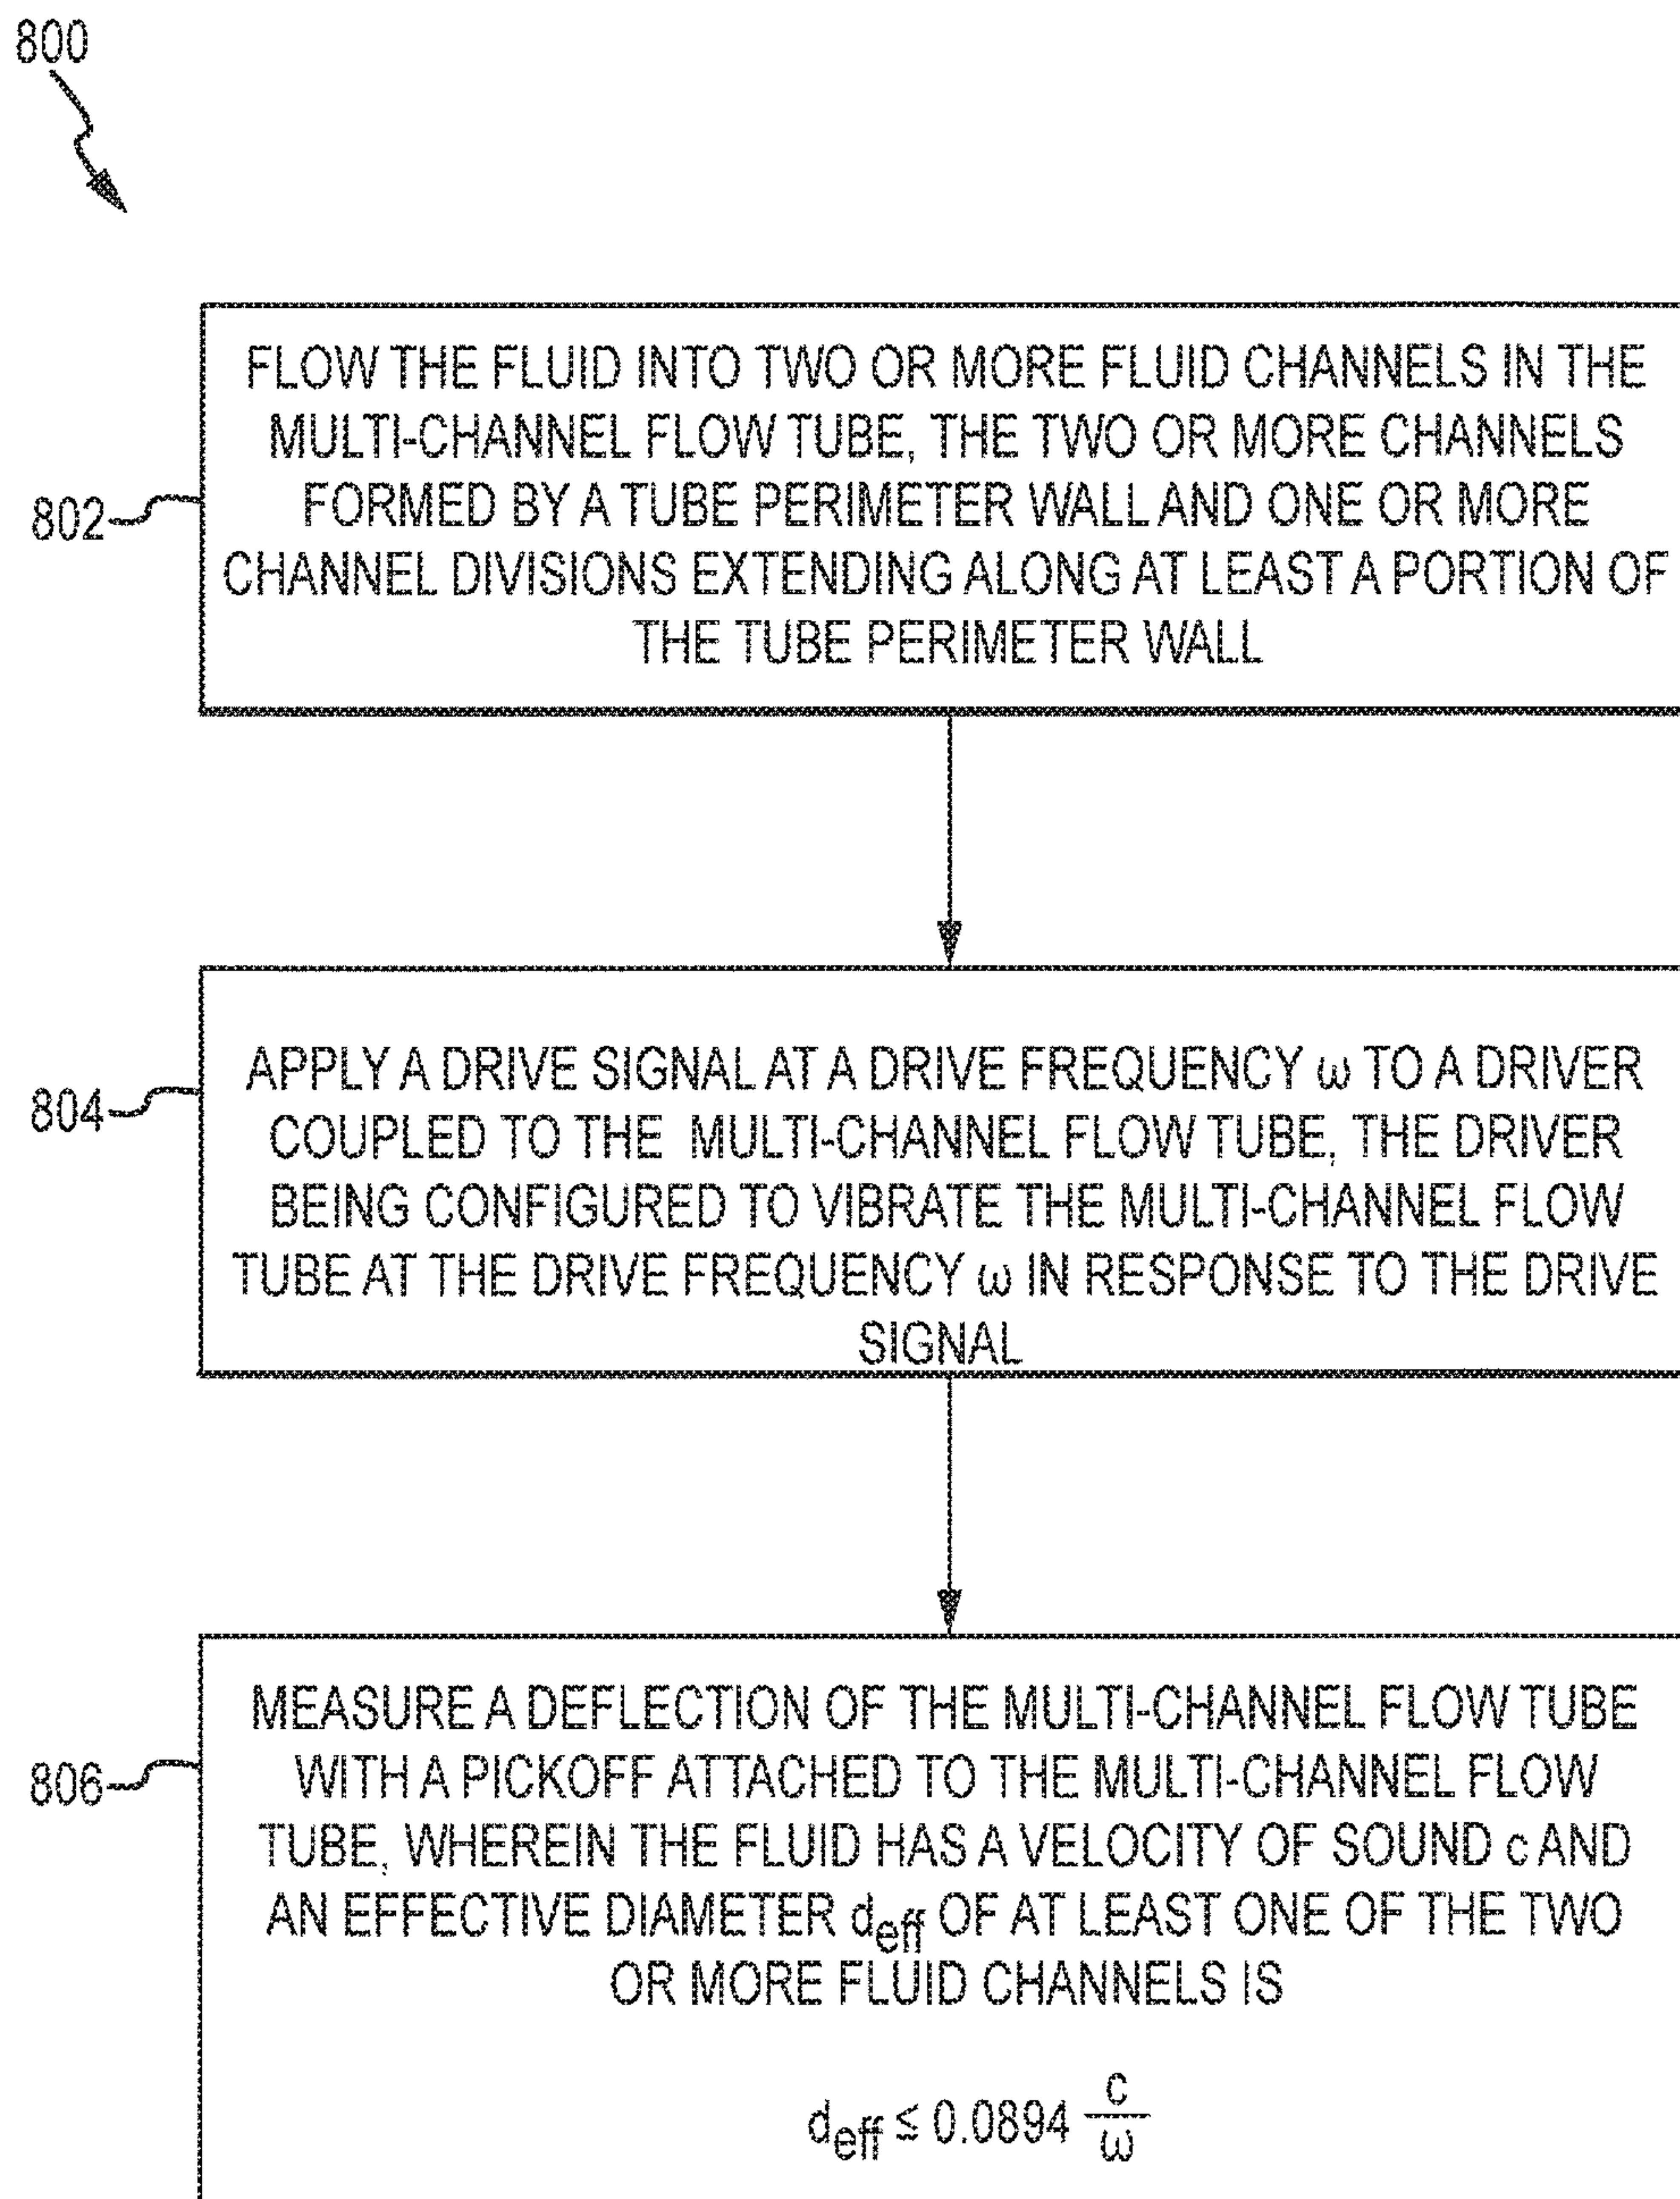 800
FLOW THE FLUID INTO TWO OR MORE FLUID CHANNELS IN THE
MULTI-CHANNEL FLOW TUBE, THE TWO OR MORE CHANNELS
FORMED BY A TUBE PERIMETER WALL AND ONE OR MORE
CHANNEL DIVISIONS EXTENDING ALONG AT LEAST A PORTION OF
THE TUBE PERIMETER WALL
802
APPLY A DRIVE SIGNAL AT A DRIVE FREQUENCY ω TO A DRIVER
COUPLED TO THE MULTI-CHANNEL FLOW TUBE, THE DRIVER
BEING CONFIGURED TO VIBRATE THE MULTI-CHANNEL FLOW
TUBE AT THE DRIVE FREQUENCY ω IN RESPONSE TO THE DRIVE
SIGNAL
804
MEASURE A DEFLECTION OF THE MULTI-CHANNEL FLOW TUBE
WITH A PICKOFF ATTACHED TO THE MULTI-CHANNEL FLOW
TUBE, WHEREIN THE FLUID HAS A VELOCITY OF SOUND c AND
AN EFFECTIVE DIAMETER deff OF AT LEAST ONE OF THE TWO
OR MORE FLUID CHANNELS IS
806
deff ≦ 0.0894 c/ω